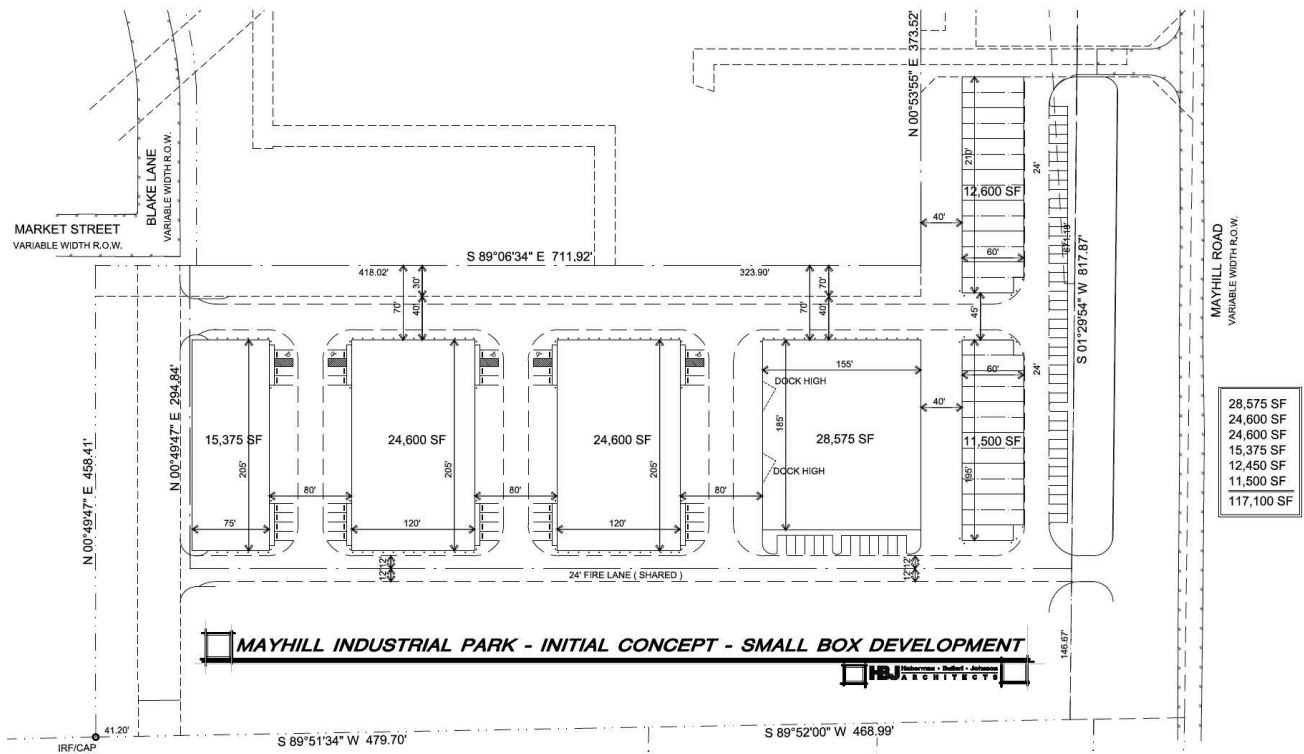 N 00°53'55" E 373.52'
BLAKE LANE
VARIABLE WIDTH R.O.W.
MARKET STREET
VARIABLE WIDTH R.O.W.
S 89°06'34" E 711.92'
418.02'
323.90'
30'
70'
70'
70'
40'
40'
210'
12,600 SF
24'
40'
60'
45'
671.19'
S 01°29'54" W 817.87'
MAYHILL ROAD
VARIABLE WIDTH R.O.W.
N 00°49'47" E 458.41'
N 00°49'47" E 294.84'
15,375 SF
205'
75'
80'
24,600 SF
205'
120'
80'
24,600 SF
205'
120'
80'
155'
DOCK HIGH
185'
28,575 SF
DOCK HIGH
40'
60'
24'
11,500 SF
195'
28,575 SF
24,600 SF
24,600 SF
15,375 SF
12,450 SF
11,500 SF
117,100 SF
12'
12'
24' FIRE LANE ( SHARED )
12'
12'
MAYHILL INDUSTRIAL PARK - INITIAL CONCEPT - SMALL BOX DEVELOPMENT
HBJ
ARCHITECTS
146.67'
41.20'
IRF/CAP
S 89°51'34" W 479.70'
S 89°52'00" W 468.99'